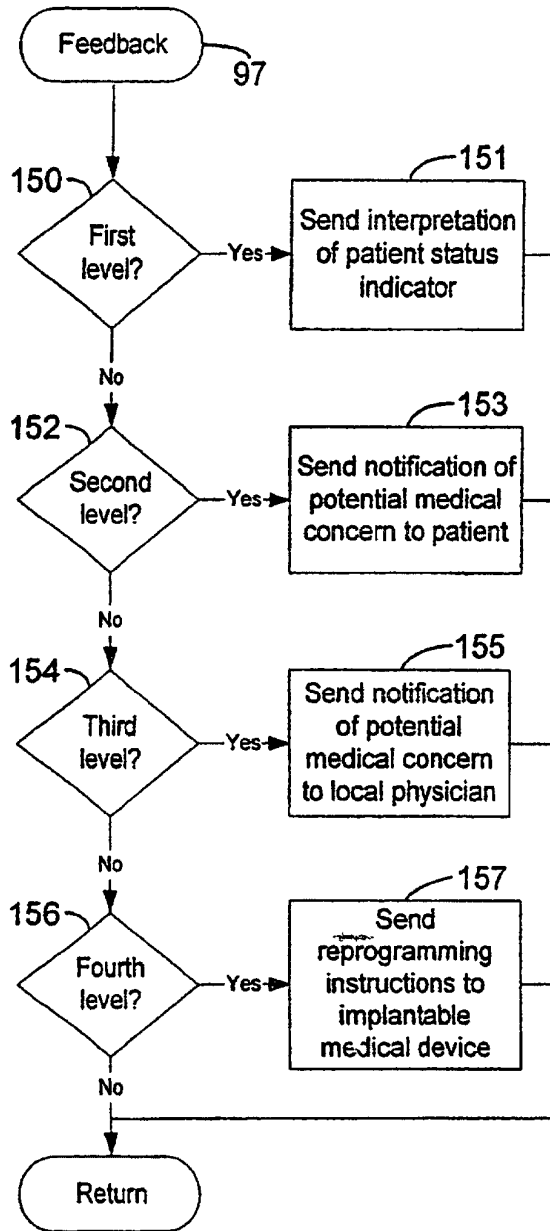 Feedback
97
150
First
level?
Yes
151
Send interpretation
of patient status
indicator
No
152
Second
level?
Yes
153
Send notification of
potential medical
concern to patient
No
154
Third
level?
Yes
155
Send notification
of potential
medical concern
to local physician
No
156
Fourth
level?
Yes
157
Send
reprogramming
instructions to
implantable
medical device
No
Return